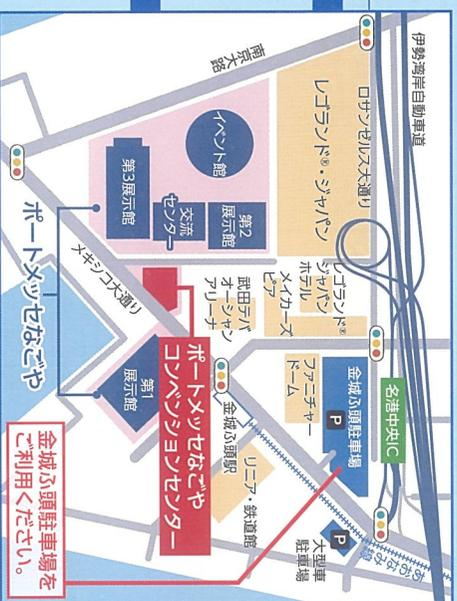 伊勢湾岸自動車道
ロサンゼルス大通り
南京大路
レゴランド®・ジャパン
イベント館
第2
展示館
交流
センター
第3展示館
ポートメッセなごや
メキシコ大通り
レゴランド®
ジャパン
ホテル
メイカーズ
ピア
武田テバ
オーシャン
アリーナ
名港中央IC
金城ふ頭駐車場
P
ファニチャー
ドーム
ポートメッセなごや
コンベンションセンター
第1
展示館
金城ふ頭駅
リニア・鉄道館
あおなみ線
P
大型車
駐車場
金城ふ頭駐車場を
ご利用ください。